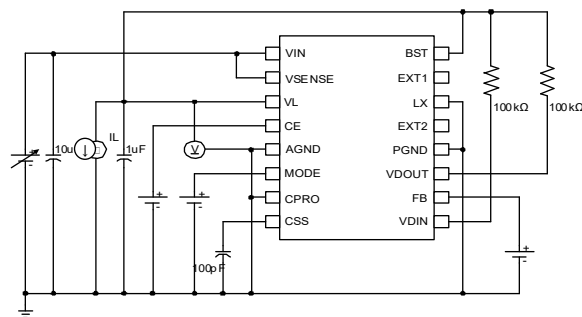 VIN
VSENSE
VL
CE
AGND
MODE
CPRO
CSS
BST
EXT1
LX
EXT2
PGND
VDOUT
FB
VDIN
10u
IL
1uF
V
100pF
100kΩ
100kΩ